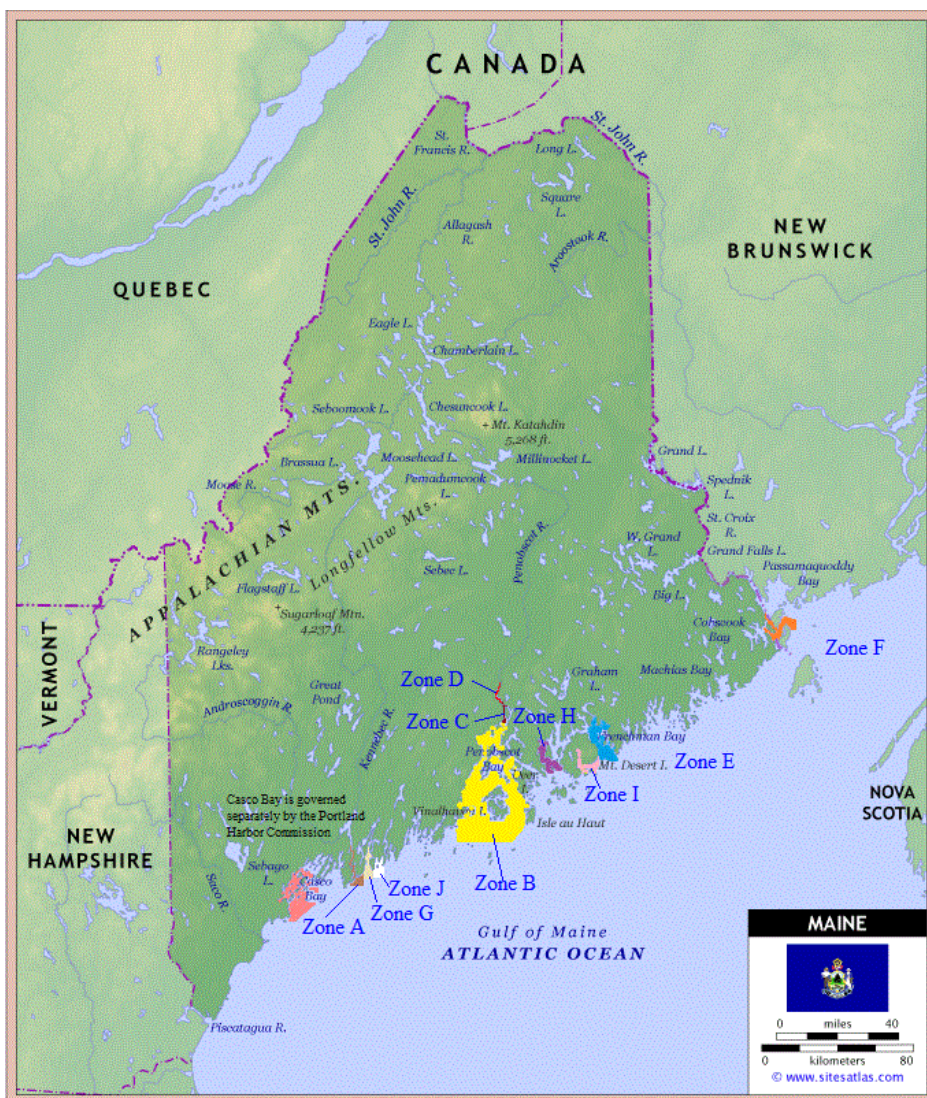 CANADA
St.
Francis R.
Long L.
St. John R.
St. John R.
Square
L.
Allagash
R.
Aroostook R.
NEW
BRUNSWICK
QUEBEC
Eagle L.
Chamberlain L.
Seboomook L.
Chesuncook L.
+ Mt. Katahdin
5,268 ft.
Brassua L.
Moosehead L.
Millinocket L.
Grand L.
Moose R.
Pemadumcook
L.
Spednik
L.
APPALACHIAN MTS.
Longfellow Mts.
St. Croix
R.
Penobscot R.
W. Grand
L.
Grand Falls L.
Passamaquoddy
Bay
Flagstaff L.
Sebec L.
Big L.
+
Sugarloaf Mtn.
4,237 ft.
Cobscook
Bay
VERMONT
Rangeley
Lks.
Zone F
Machias Bay
Graham
L.
Zone D
Great
Pond
Androscoggin R.
Kennebec R.
Zone C
Zone H
Frenchman Bay
Penobscot
Bay
Mt. Desert I.
Zone E
Deer
I.
Zone I
Casco Bay is governed
separately by the Portland
Harbor Commission
Vinalhaven I.
Isle au Haut
NOVA
SCOTIA
NEW
HAMPSHIRE
Sebago
L.
Casco
Bay
Saco R.
Zone J
Zone B
Zone G
Zone A
Gulf of Maine
ATLANTIC OCEAN
MAINE
Piscatagua R.
0 miles 40
0 kilometers 80
© www.sitesatlas.com